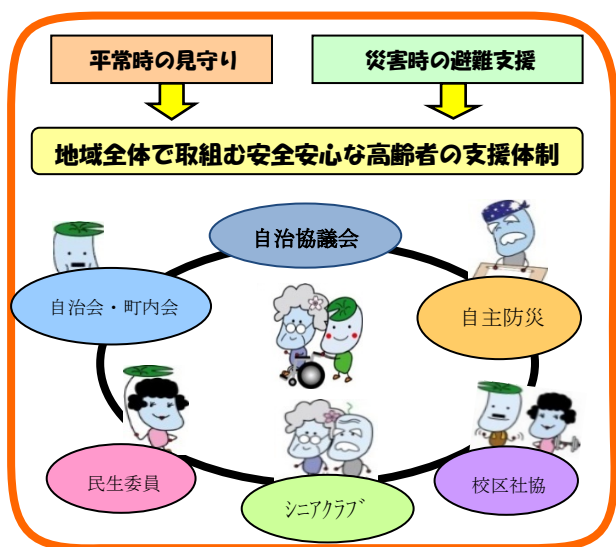 平常時の見守り
災害時の避難支援
地域全体で取組む安全安心な高齢者の支援体制
自治協議会
自治会・町内会
自主防災
民生委員
校区社協
ｼﾆｱｸﾗﾌﾞ